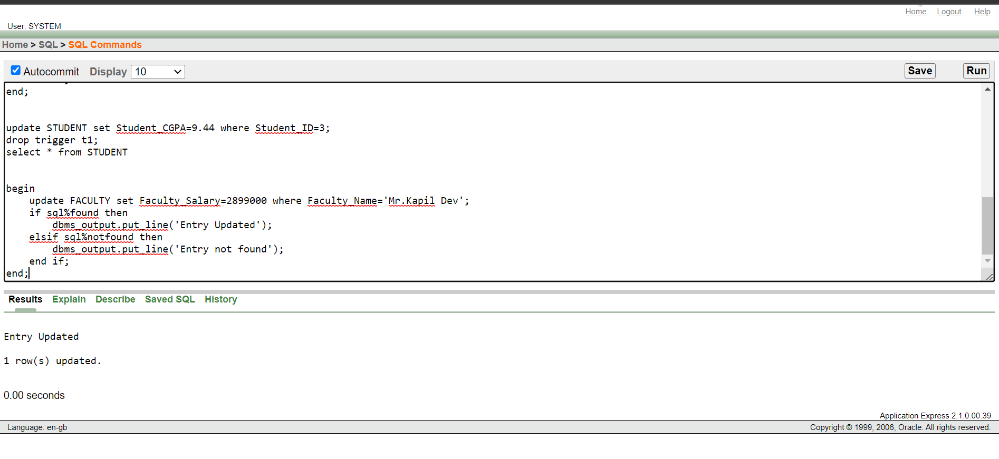 Home Logout Help
User: SYSTEM
Home > SQL > SQL Commands
Autocommit Display 10 Save Run
end;
update STUDENT set Student_CGPA=9.44 where Student_ID=3;
drop trigger t1;
select * from STUDENT
begin
    update FACULTY set Faculty_Salary=2899000 where Faculty_Name='Mr.Kapil Dev';
    if sql%found then
        dbms_output.put_line('Entry Updated');
    elsif sql%notfound then
        dbms_output.put_line('Entry not found');
    end if;
end;
Results Explain Describe Saved SQL History
Entry Updated
1 row(s) updated.
0.00 seconds
Application Express 2.1.0.00.39
Language: en-gb Copyright © 1999, 2006, Oracle. All rights reserved.